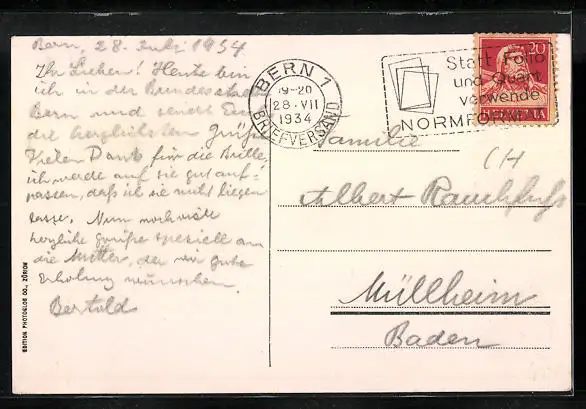 Bern, 28. Juli 1934
Ihr Lieben! Heute bin
ich in der Bundesstadt
Bern und sende Euch
die herzlichsten Grüße
Vielen Dank für die Brille,
ich werde auf sie gut auf-
passen, daß ich sie nicht liegen
lasse. Nun nochmals
herzliche Grüße speziell an
die Mutter, der wir gute
Erholung wünschen.
Bertold
EDITION PHOTOGLOB CO., ZÜRICH
BERN 1
19-20
28·VII
1934
BRIEFVERSAND
Statt Folio
und Quart
verwende
NORMFORMAT
20
HELVETIA
Familie
CH
Albert Rauchfuß
Müllheim
Baden